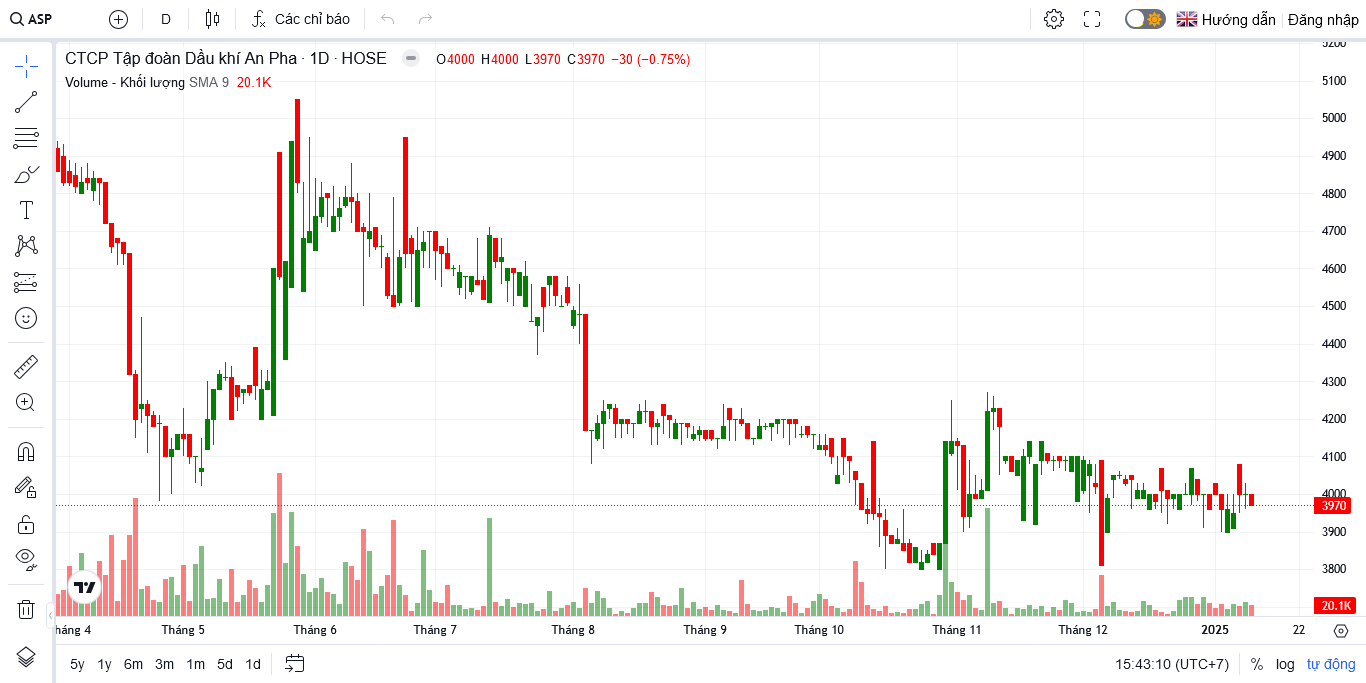 ASP D Các chỉ báo Hướng dẫn Đăng nhập
CTCP Tập đoàn Dầu khí An Pha · 1D · HOSE O4000 H4000 L3970 C3970 −30 (−0.75%)
Volume - Khối lượng SMA 9 20.1K
5200
5100
5000
4900
4800
4700
4600
4500
4400
4300
4200
4100
4000
3970
3900
3800
20.1K
háng 4 Tháng 5 Tháng 6 Tháng 7 Tháng 8 Tháng 9 Tháng 10 Tháng 11 Tháng 12 2025 22
5y 1y 6m 3m 1m 5d 1d 15:43:10 (UTC+7) % log tự động